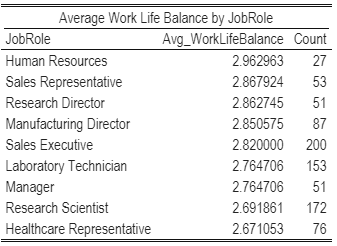 Average Work Life Balance by JobRole
JobRole Avg_WorkLifeBalance Count
Human Resources 2.962963 27
Sales Representative 2.867924 53
Research Director 2.862745 51
Manufacturing Director 2.850575 87
Sales Executive 2.820000 200
Laboratory Technician 2.764706 153
Manager 2.764706 51
Research Scientist 2.691861 172
Healthcare Representative 2.671053 76